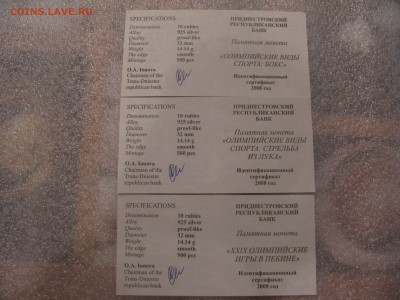 COINS.LAVE.RU
SPECIFICATIONS
Denomination 10 rubles
Alloy 925 silver
Quality proof-like
Diameter 32 mm
Weight 14,14 g
The edge smooth
Mintage 500 pcs
O.A. Ionova
Chairman of the
Trans-Dniester
republican bank
ПРИДНЕСТРОВСКИЙ
РЕСПУБЛИКАНСКИЙ
БАНК
Памятная монета
«ОЛИМПИЙСКИЕ ВИДЫ
СПОРТА: БОКС»
Идентификационный
сертификат
2008 год
SPECIFICATIONS
Denomination 10 rubles
Alloy 925 silver
Quality proof-like
Diameter 32 mm
Weight 14,14 g
The edge smooth
Mintage 500 pcs
O.A. Ionova
Chairman of the
Trans-Dniester
republican bank
ПРИДНЕСТРОВСКИЙ
РЕСПУБЛИКАНСКИЙ
БАНК
Памятная монета
«ОЛИМПИЙСКИЕ ВИДЫ
СПОРТА: СТРЕЛЬБА
ИЗ ЛУКА»
Идентификационный
сертификат
2008 год
SPECIFICATIONS
Denomination 10 rubles
Alloy 925 silver
Quality proof-like
Diameter 32 mm
Weight 14,14 g
The edge smooth
Mintage 500 pcs
O.A. Ionova
Chairman of the
Trans-Dniester
republican bank
ПРИДНЕСТРОВСКИЙ
РЕСПУБЛИКАНСКИЙ
БАНК
Памятная монета
«XXIX ОЛИМПИЙСКИЕ
ИГРЫ В ПЕКИНЕ»
Идентификационный
сертификат
2008 год